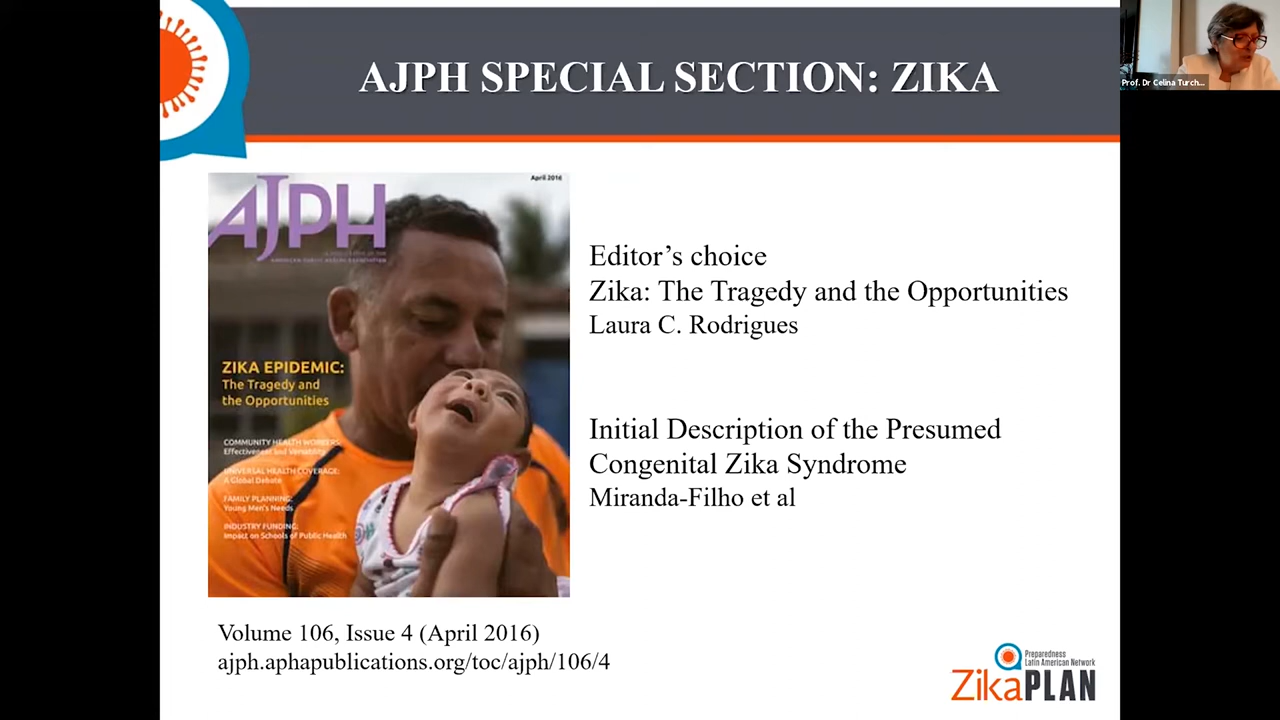 AJPH SPECIAL SECTION: ZIKA
Prof. Dr Celina Turch...
April 2016
AJPH
AMERICAN PUBLIC HEALTH ASSOCIATION
ZIKA EPIDEMIC:
The Tragedy and
the Opportunities
COMMUNITY HEALTH WORKERS:
Effectiveness and Versatility
UNIVERSAL HEALTH COVERAGE:
A Global Debate
FAMILY PLANNING:
Young Men's Needs
INDUSTRY FUNDING:
Impact on Schools of Public Health
Editor’s choice
Zika: The Tragedy and the Opportunities
Laura C. Rodrigues
Initial Description of the Presumed
Congenital Zika Syndrome
Miranda-Filho et al
Volume 106, Issue 4 (April 2016)
ajph.aphapublications.org/toc/ajph/106/4
Preparedness
Latin American Network
ZikaPLAN